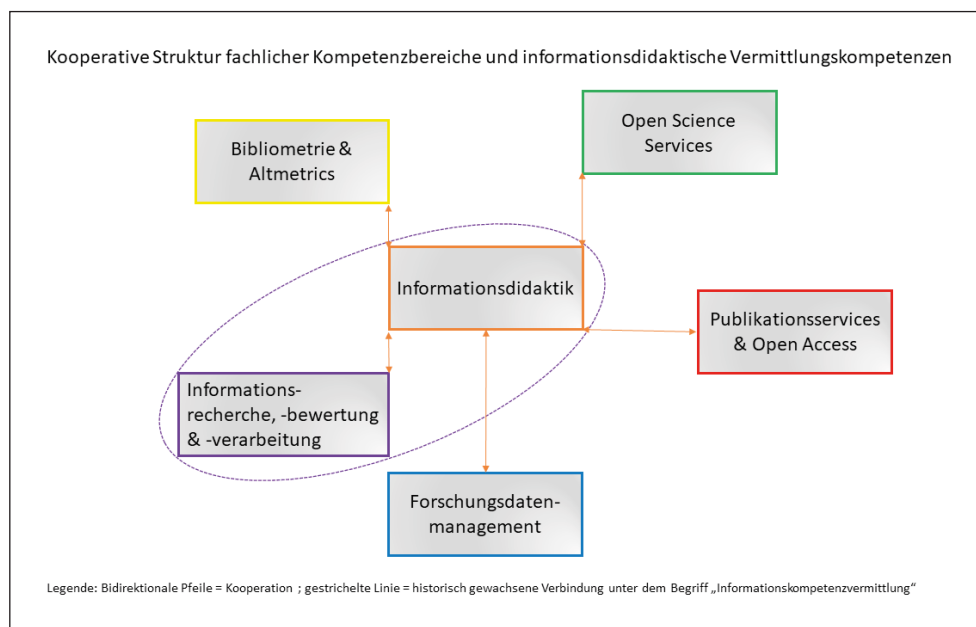 Kooperative Struktur fachlicher Kompetenzbereiche und informationsdidaktische Vermittlungskompetenzen
Open Science
Services
Bibliometrie &
Altmetrics
Informationsdidaktik
Publikationsservices
& Open Access
Informations-
recherche, -bewertung
& -verarbeitung
Forschungsdaten-
management
Legende: Bidirektionale Pfeile = Kooperation ; gestrichelte Linie = historisch gewachsene Verbindung unter dem Begriff „Informationskompetenzvermittlung“